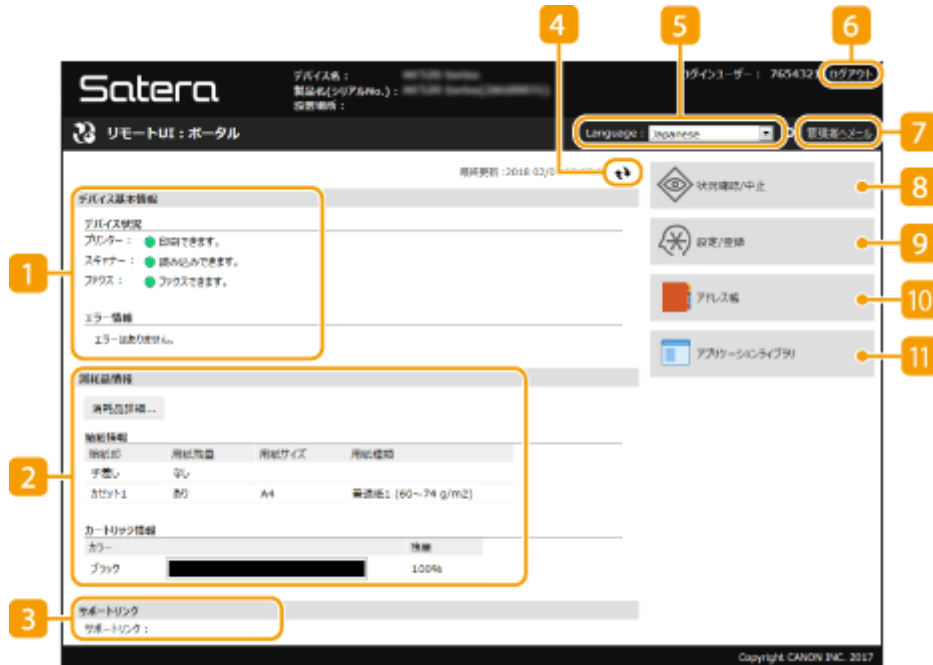 4
5
6
Satera
デバイス名 :
製品名(シリアルNo.) :
設置場所 :
ログインユーザー : 7654321 ログアウト
リモートUI : ポータル
Language : Japanese
管理者へメール
7
最終更新 :2018 02/0
デバイス基本情報
デバイス状況
プリンター : 印刷できます。
スキャナー : 読み込みできます。
ファクス : ファクスできます。
エラー情報
エラーはありません。
1
消耗品情報
消耗品詳細...
給紙情報
給紙部 用紙残量 用紙サイズ 用紙種類
手差し なし
カセット1 あり A4 普通紙1 (60～74 g/m2)
カートリッジ情報
カラー 残量
ブラック 100%
2
サポートリンク
サポートリンク :
3
状況確認/中止
8
設定/登録
9
アドレス帳
10
アプリケーションライブラリ
11
Copyright CANON INC. 2017